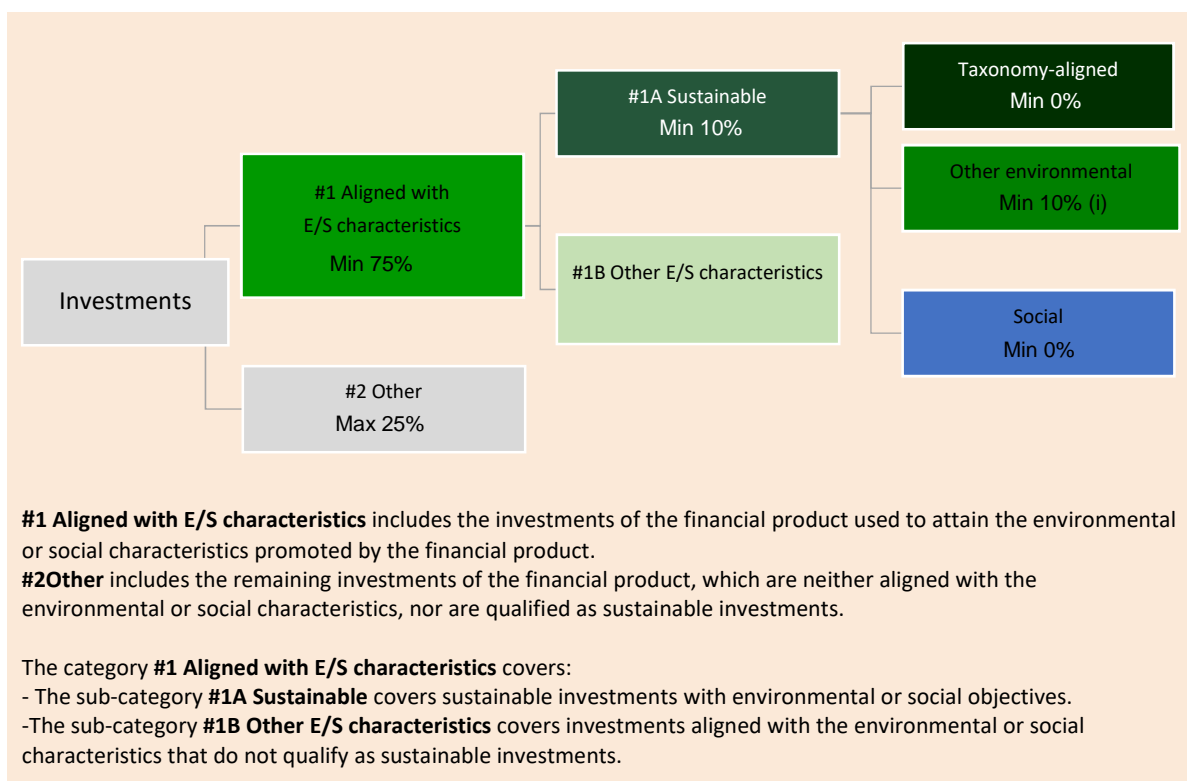 Taxonomy-aligned
Min 0%
#1A Sustainable
Min 10%
Other environmental
Min 10% (i)
#1 Aligned with
E/S characteristics
Min 75%
#1B Other E/S characteristics
Investments
Social
Min 0%
#2 Other
Max 25%
#1 Aligned with E/S characteristics includes the investments of the financial product used to attain the environmental
or social characteristics promoted by the financial product.
#2Other includes the remaining investments of the financial product, which are neither aligned with the
environmental or social characteristics, nor are qualified as sustainable investments.
The category #1 Aligned with E/S characteristics covers:
- The sub-category #1A Sustainable covers sustainable investments with environmental or social objectives.
-The sub-category #1B Other E/S characteristics covers investments aligned with the environmental or social
characteristics that do not qualify as sustainable investments.